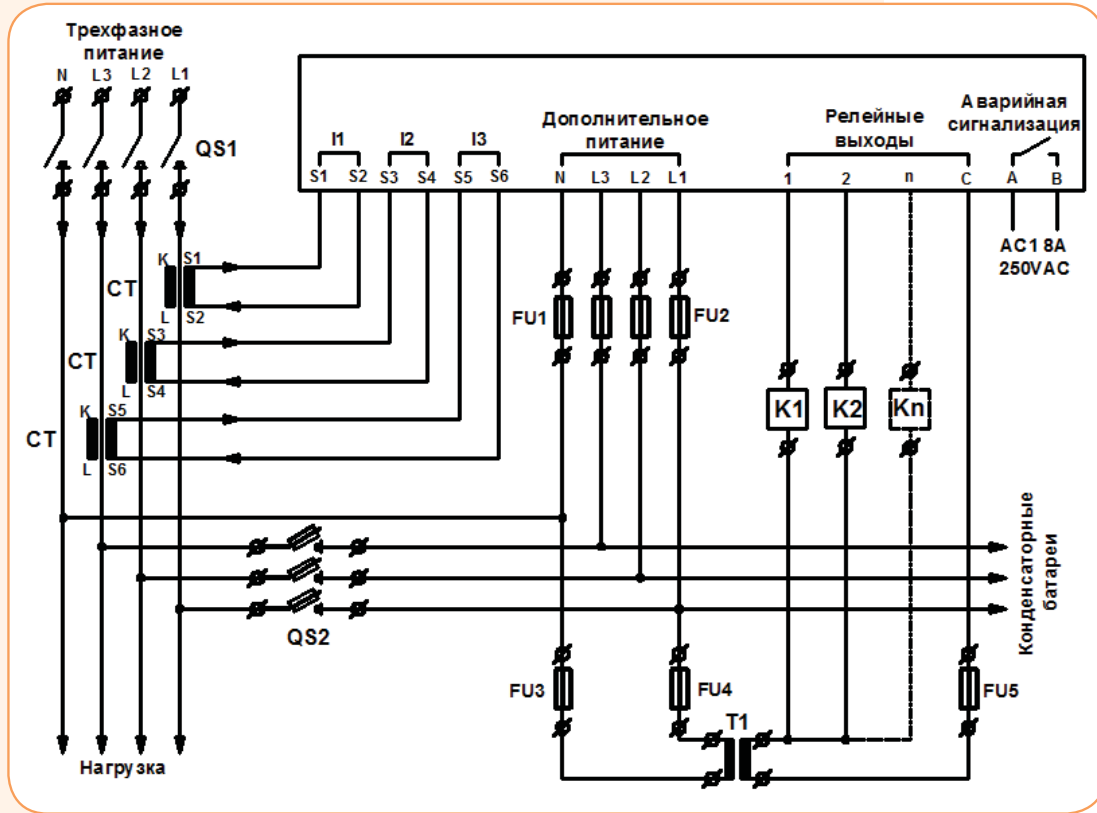 Трехфазное
питание
N L3 L2 L1
QS1
I1 I2 I3
S1 S2 S3 S4 S5 S6
Дополнительное
питание
N L3 L2 L1
Релейные
выходы
1 2 n C
Аварийная
сигнализация
A B
AC1 8A
250VAC
K S1
CT
L S2
K S3
CT
L S4
K S5
CT
L S6
FU1 FU2
K1 K2 Kn
QS2
Конденсаторные
батареи
FU3 FU4 FU5
T1
Нагрузка